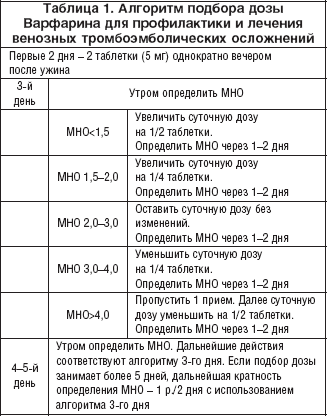 Таблица 1. Алгоритм подбора дозы
Варфарина для профилактики и лечения
венозных тромбоэмболических осложнений
Первые 2 дня – 2 таблетки (5 мг) однократно вечером
после ужина
3-й
день
Утром определить МНО
МНО<1,5
Увеличить суточную дозу
на 1/2 таблетки.
Определить МНО через 1–2 дня
МНО 1,5–2,0
Увеличить суточную дозу
на 1/4 таблетки.
Определить МНО через 1–2 дня
МНО 2,0–3,0
Оставить суточную дозу без
изменений.
Определить МНО через 1–2 дня
МНО 3,0–4,0
Уменьшить суточную дозу
на 1/4 таблетки.
Определить МНО через 1–2 дня
МНО>4,0
Пропустить 1 прием. Далее суточную
дозу уменьшить на 1/2 таблетки.
Определить МНО через 1–2 дня
4–5-й
день
Утром определить МНО. Дальнейшие действия
соответствуют алгоритму 3-го дня. Если подбор дозы
занимает более 5 дней, дальнейшая кратность
определения МНО – 1 р./2 дня с использованием
алгоритма 3-го дня